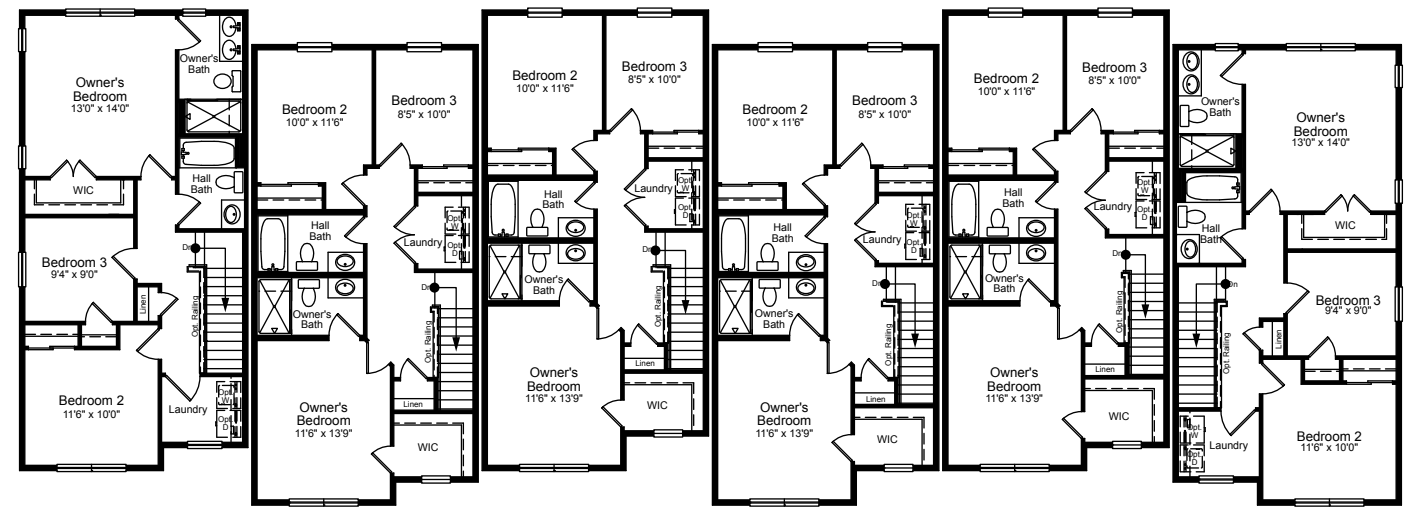 Owner's
Bedroom
13'0" x 14'0"
Owner's
Bath
WIC
Hall
Bath
Bedroom 3
9'4" x 9'0"
Linen
Dn
Opt. Railing
Bedroom 2
11'6" x 10'0"
Laundry
Opt.
W
Opt.
D
Bedroom 2
10'0" x 11'6"
Bedroom 3
8'5" x 10'0"
Hall
Bath
Laundry
Opt.
W
Opt.
D
Owner's
Bath
Dn
Opt. Railing
Linen
Owner's
Bedroom
11'6" x 13'9"
WIC
Bedroom 2
10'0" x 11'6"
Bedroom 3
8'5" x 10'0"
Hall
Bath
Laundry
Opt.
W
Opt.
D
Owner's
Bath
Dn
Opt. Railing
Linen
Owner's
Bedroom
11'6" x 13'9"
WIC
Bedroom 2
10'0" x 11'6"
Bedroom 3
8'5" x 10'0"
Hall
Bath
Laundry
Opt.
W
Opt.
D
Owner's
Bath
Dn
Opt. Railing
Linen
Owner's
Bedroom
11'6" x 13'9"
WIC
Bedroom 2
10'0" x 11'6"
Bedroom 3
8'5" x 10'0"
Hall
Bath
Laundry
Opt.
W
Opt.
D
Owner's
Bath
Dn
Opt. Railing
Linen
Owner's
Bedroom
11'6" x 13'9"
WIC
Owner's
Bath
Owner's
Bedroom
13'0" x 14'0"
Hall
Bath
WIC
Dn
Opt. Railing
Bedroom 3
9'4" x 9'0"
Linen
Opt.
W
Opt.
D
Laundry
Bedroom 2
11'6" x 10'0"